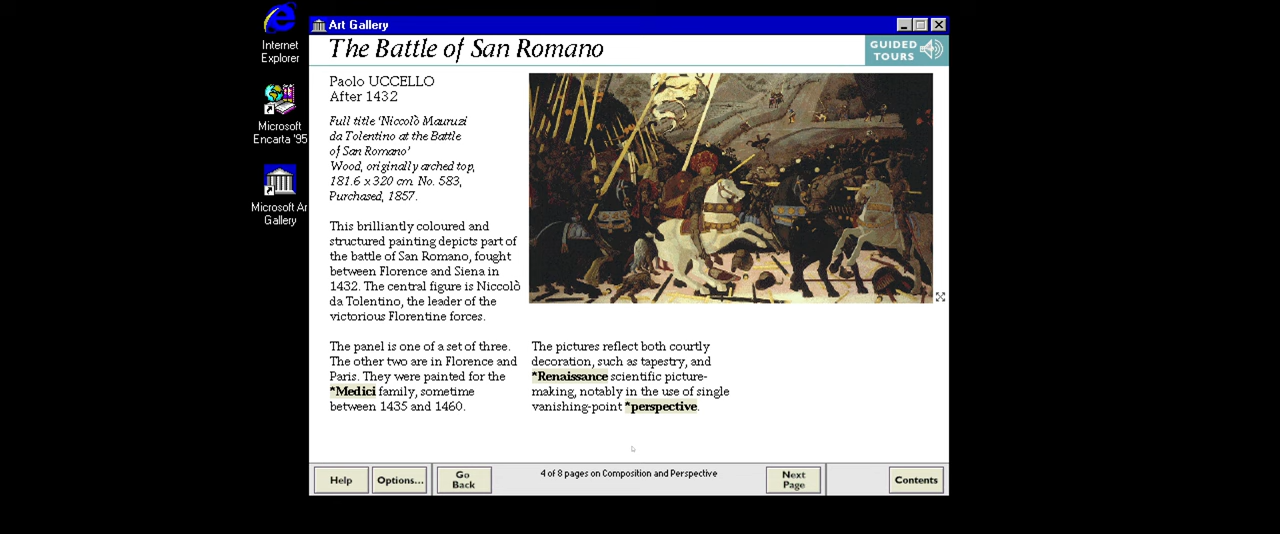 Internet
Explorer
Microsoft
Encarta '95
Microsoft Ar
Gallery
Art Gallery
The Battle of San Romano
GUIDED
TOURS
Paolo UCCELLO
After 1432
Full title 'Niccolò Mauruzi
da Tolentino at the Battle
of San Romano'
Wood, originally arched top,
181.6 x 320 cm. No. 583,
Purchased, 1857.
This brilliantly coloured and
structured painting depicts part of
the battle of San Romano, fought
between Florence and Siena in
1432. The central figure is Niccolò
da Tolentino, the leader of the
victorious Florentine forces.
The panel is one of a set of three.
The other two are in Florence and
Paris. They were painted for the
*Medici family, sometime
between 1435 and 1460.
The pictures reflect both courtly
decoration, such as tapestry, and
*Renaissance scientific picture-
making, notably in the use of single
vanishing-point *perspective.
Help
Options...
Go
Back
4 of 8 pages on Composition and Perspective
Next
Page
Contents